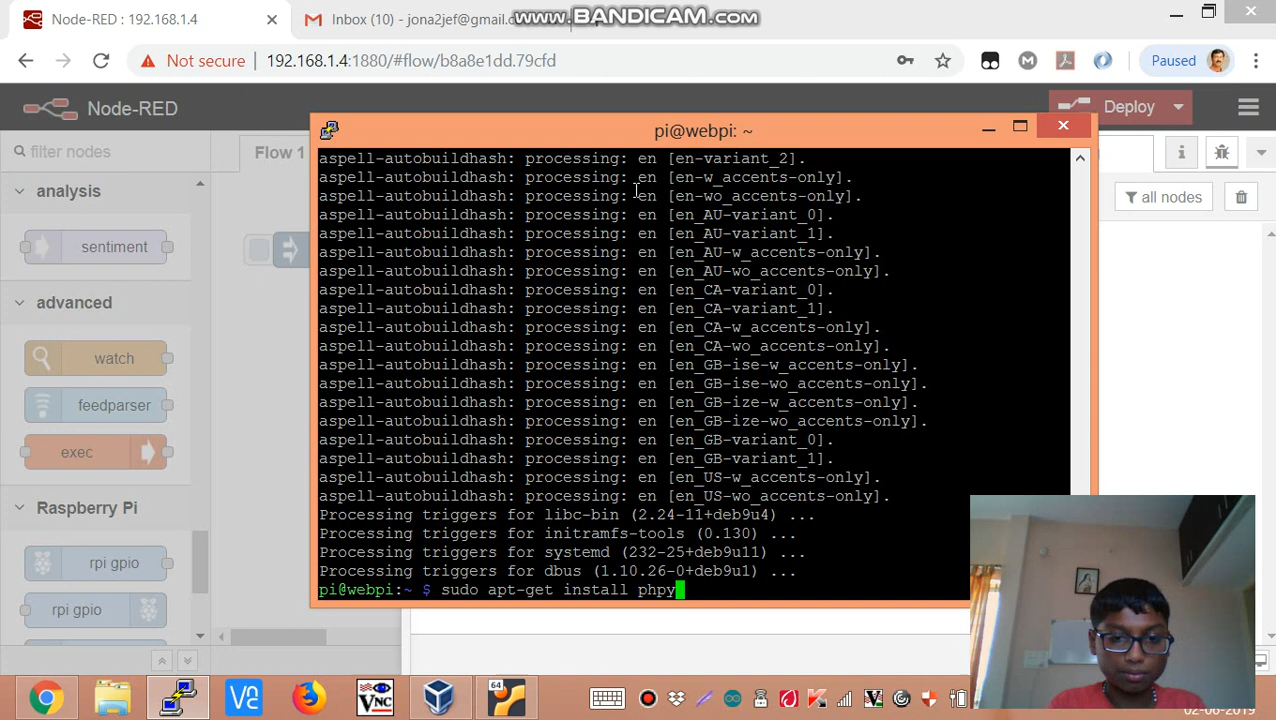 Node-RED : 192.168.1.4
Inbox (10) - jona2jef@gmail.c
www.BANDICAM.com
Not secure
192.168.1.4:1880/#flow/b8a8e1dd.79cfd
Paused
Node-RED
Deploy
filter nodes
Flow 1
i
all nodes
analysis
sentiment
advanced
watch
feedparser
exec
Raspberry Pi
rpi gpio
rpi gpio
pi@webpi: ~
aspell-autobuildhash: processing: en [en-variant_2].
aspell-autobuildhash: processing: en [en-w_accents-only].
aspell-autobuildhash: processing: en [en-wo_accents-only].
aspell-autobuildhash: processing: en [en_AU-variant_0].
aspell-autobuildhash: processing: en [en_AU-variant_1].
aspell-autobuildhash: processing: en [en_AU-w_accents-only].
aspell-autobuildhash: processing: en [en_AU-wo_accents-only].
aspell-autobuildhash: processing: en [en_CA-variant_0].
aspell-autobuildhash: processing: en [en_CA-variant_1].
aspell-autobuildhash: processing: en [en_CA-w_accents-only].
aspell-autobuildhash: processing: en [en_CA-wo_accents-only].
aspell-autobuildhash: processing: en [en_GB-ise-w_accents-only].
aspell-autobuildhash: processing: en [en_GB-ise-wo_accents-only].
aspell-autobuildhash: processing: en [en_GB-ize-w_accents-only].
aspell-autobuildhash: processing: en [en_GB-ize-wo_accents-only].
aspell-autobuildhash: processing: en [en_GB-variant_0].
aspell-autobuildhash: processing: en [en_GB-variant_1].
aspell-autobuildhash: processing: en [en_US-w_accents-only].
aspell-autobuildhash: processing: en [en_US-wo_accents-only].
Processing triggers for libc-bin (2.24-11+deb9u4) ...
Processing triggers for initramfs-tools (0.130) ...
Processing triggers for systemd (232-25+deb9u11) ...
Processing triggers for dbus (1.10.26-0+deb9u1) ...
pi@webpi:~ $ sudo apt-get install phpy
VNC
64
02-06-2019